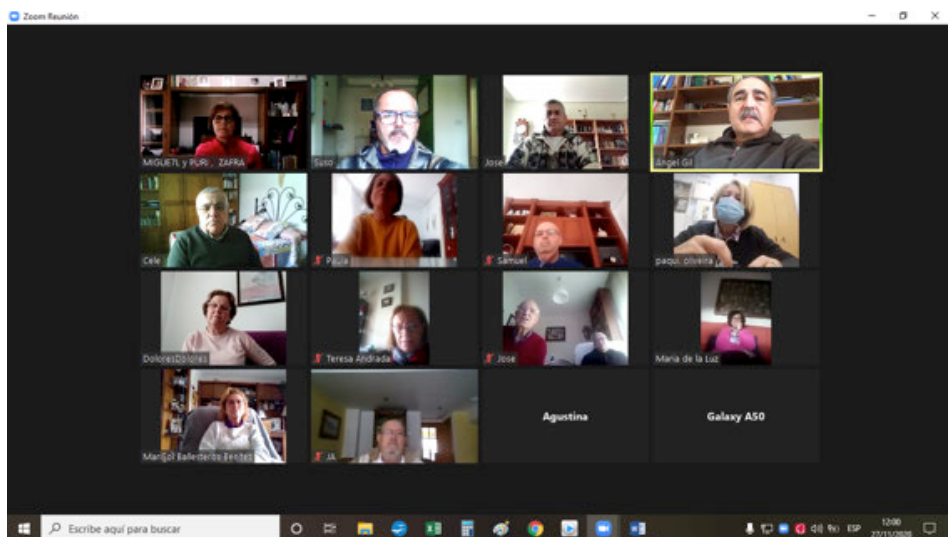 Zoom Reunión
MIGUETL y PURI . ZAFRA
Suso
Jose
Ángel Gil
Cele
Paula
Samuel
paqui. oliveira
DoloresDolores
Teresa Andrada
Jose
Maria de la Luz
Marisol Ballesteros Benitez
JA
Agustina
Galaxy A50
Escribe aquí para buscar
ESP
12:00
27/11/2020